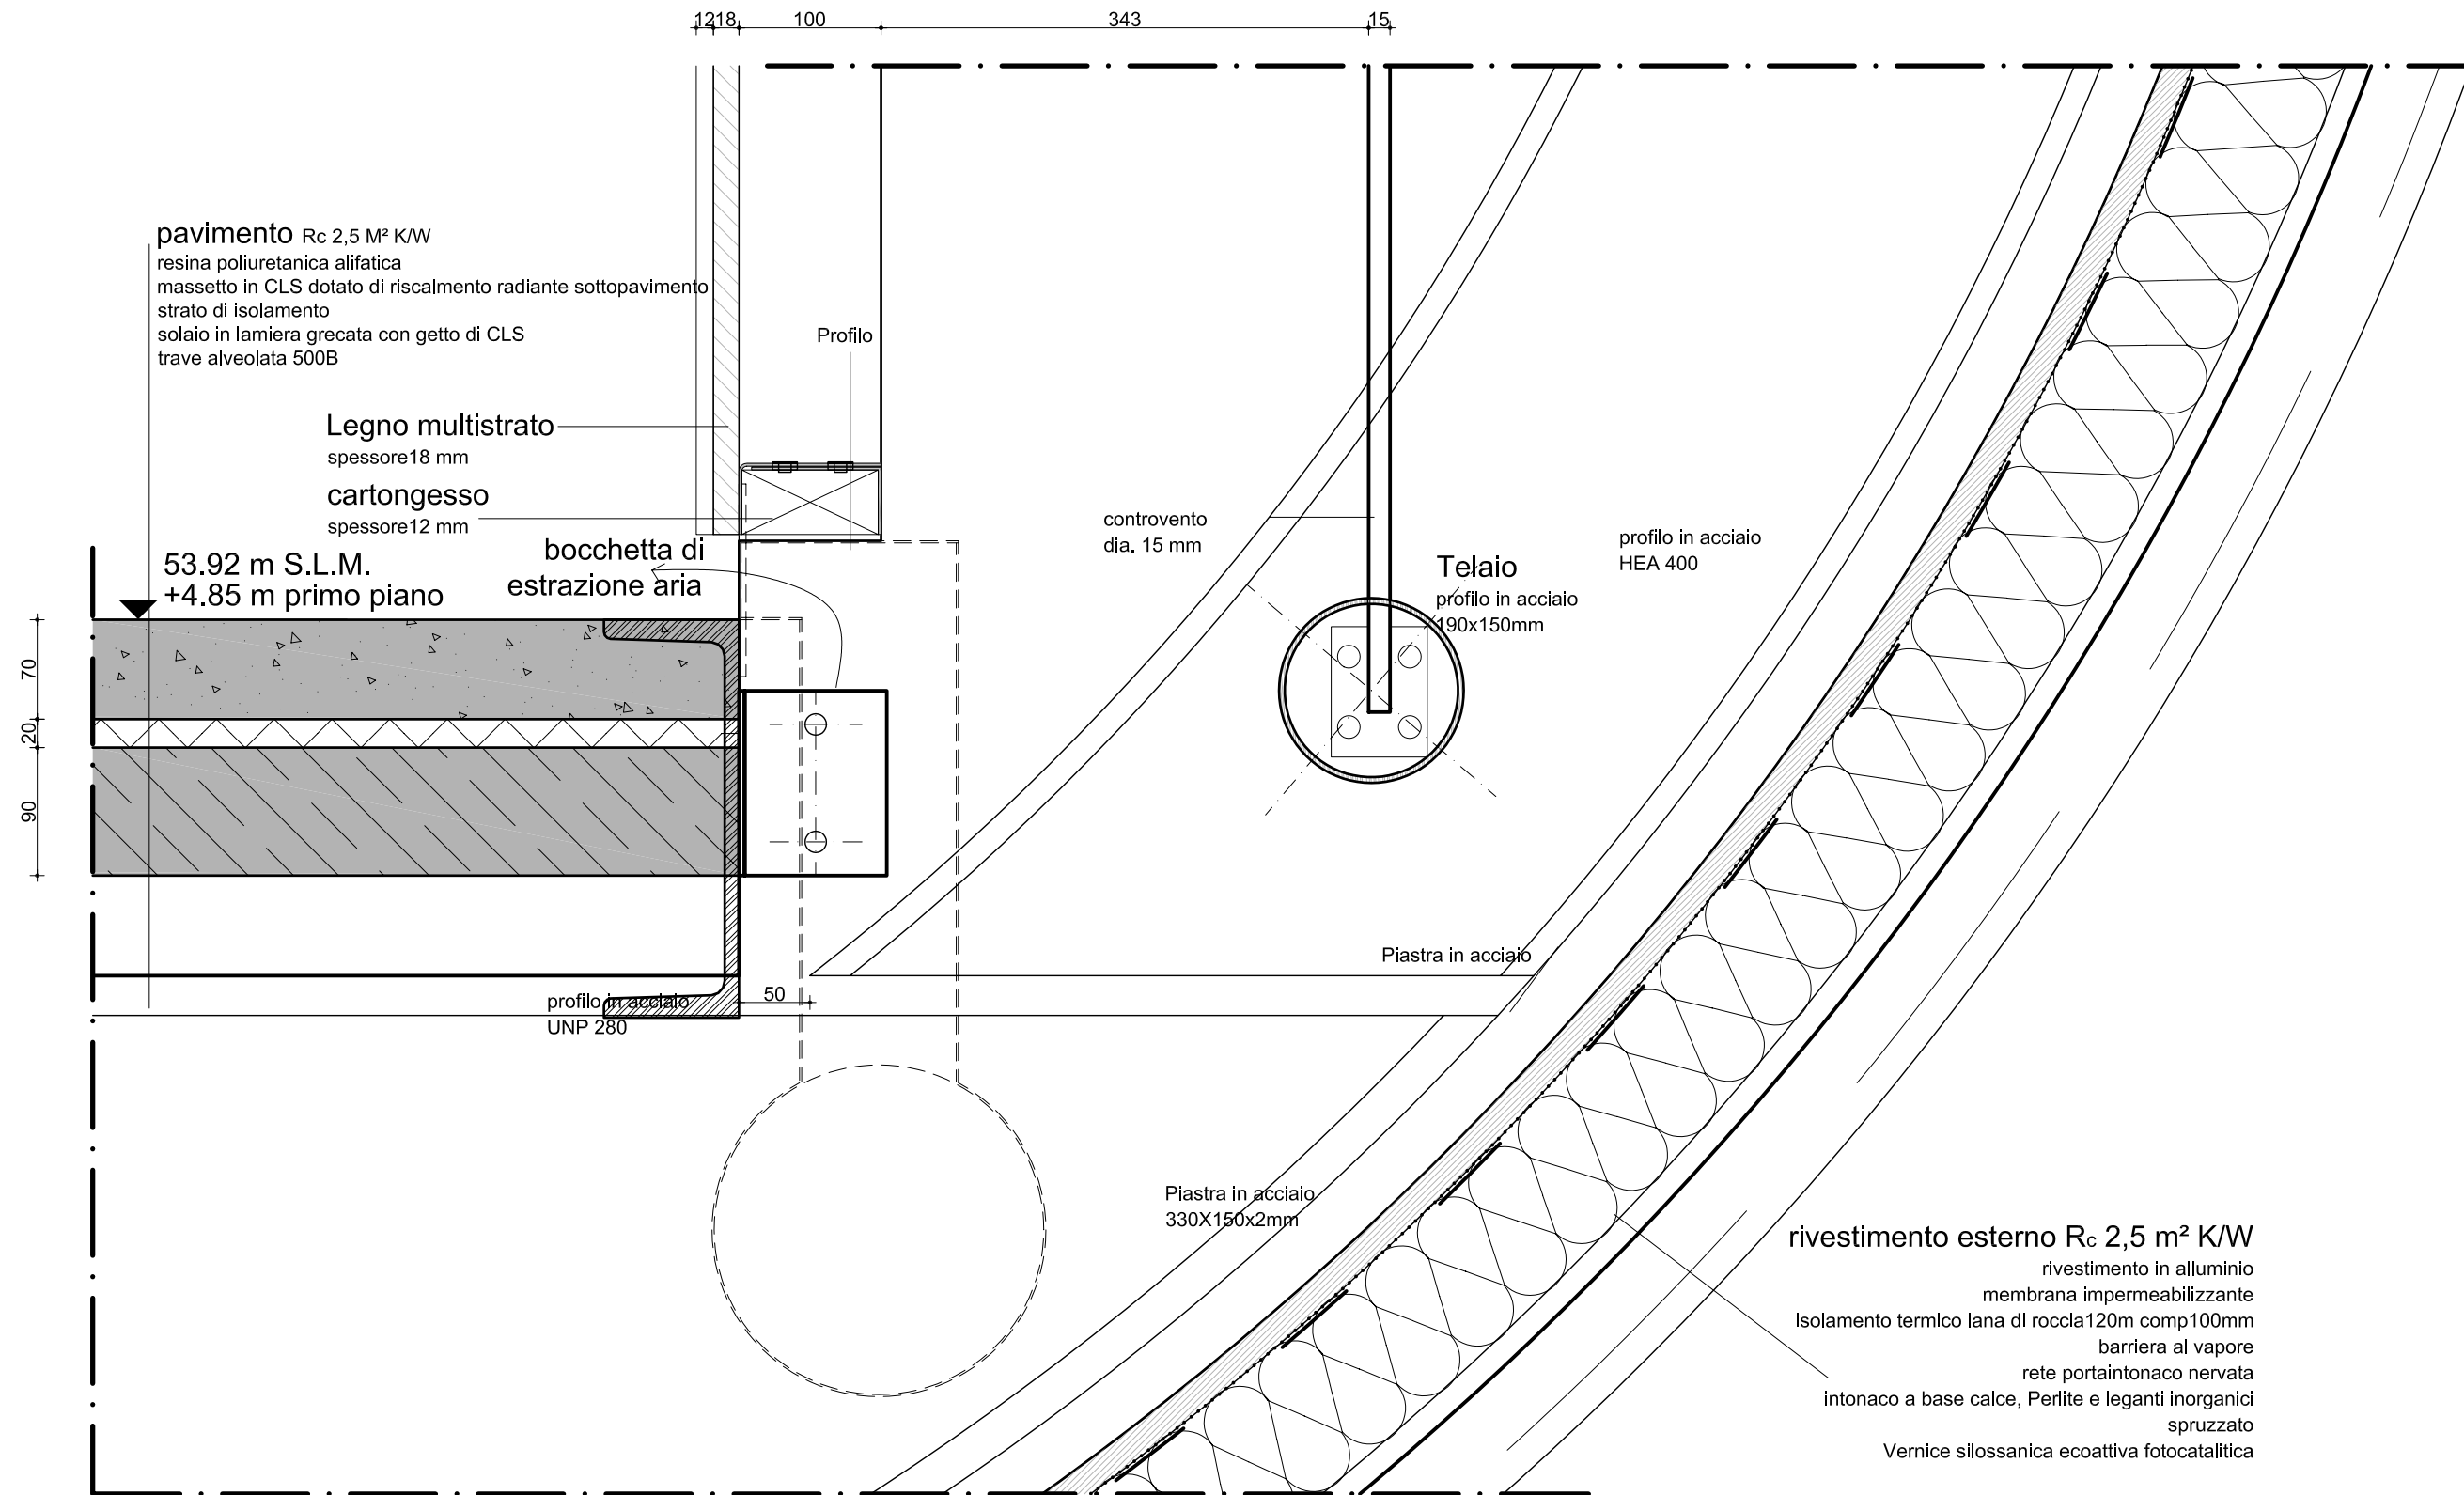 1218 100 343 15
pavimento Rc 2,5 M² K/W
resina poliuretanica alifatica
massetto in CLS dotato di riscalmento radiante sottopavimento
strato di isolamento
solaio in lamiera grecata con getto di CLS
trave alveolata 500B
Profilo
Legno multistrato
spessore18 mm
cartongesso
spessore12 mm
bocchetta di
estrazione aria
53.92 m S.L.M.
+4.85 m primo piano
controvento
dia. 15 mm
Telaio
profilo in acciaio
190x150mm
profilo in acciaio
HEA 400
70
20
90
Piastra in acciaio
50
profilo in acciaio
UNP 280
Piastra in acciaio
330X150x2mm
rivestimento esterno Rc 2,5 m² K/W
rivestimento in alluminio
membrana impermeabilizzante
isolamento termico lana di roccia120m comp100mm
barriera al vapore
rete portaintonaco nervata
intonaco a base calce, Perlite e leganti inorganici
spruzzato
Vernice silossanica ecoattiva fotocatalitica